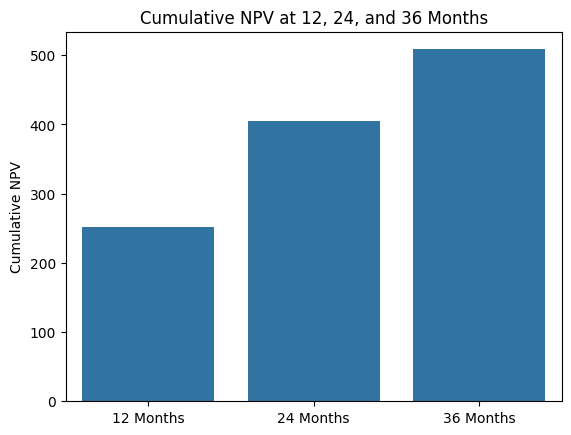 Cumulative NPV at 12, 24, and 36 Months
Cumulative NPV
500
400
300
200
100
0
12 Months
24 Months
36 Months